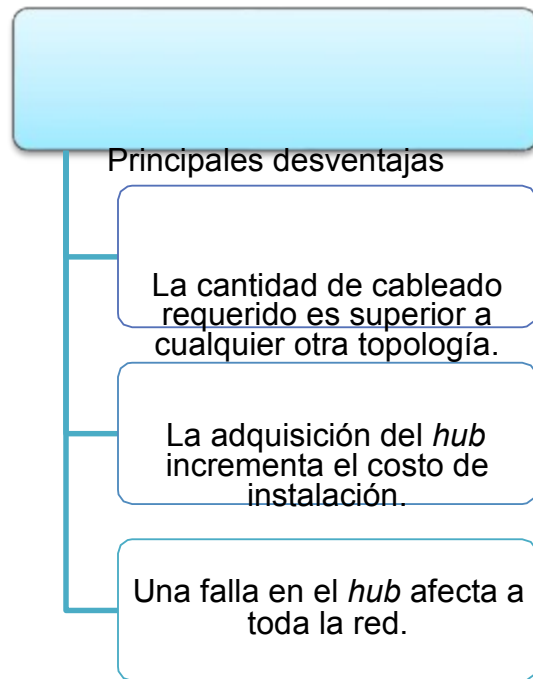 Principales desventajas
La cantidad de cableado
requerido es superior a
cualquier otra topología.
La adquisición del hub
incrementa el costo de
instalación.
Una falla en el hub afecta a
toda la red.